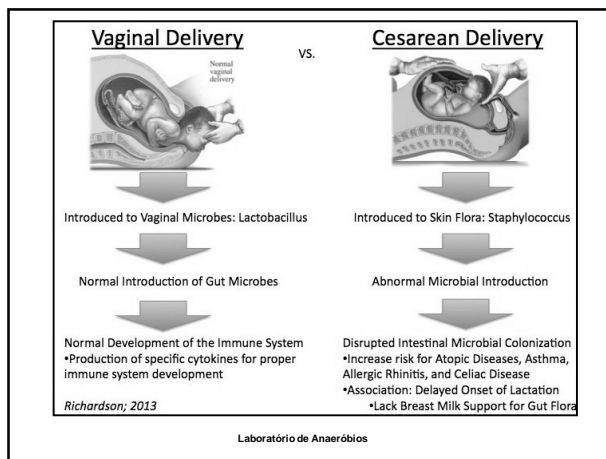 Vaginal Delivery
vs.
Cesarean Delivery
Normal
vaginal
delivery
Introduced to Vaginal Microbes: Lactobacillus
Normal Introduction of Gut Microbes
Normal Development of the Immune System
•Production of specific cytokines for proper
immune system development
Richardson; 2013
Introduced to Skin Flora: Staphylococcus
Abnormal Microbial Introduction
Disrupted Intestinal Microbial Colonization
•Increase risk for Atopic Diseases, Asthma,
Allergic Rhinitis, and Celiac Disease
•Association: Delayed Onset of Lactation
•Lack Breast Milk Support for Gut Flora
Laboratório de Anaeróbios